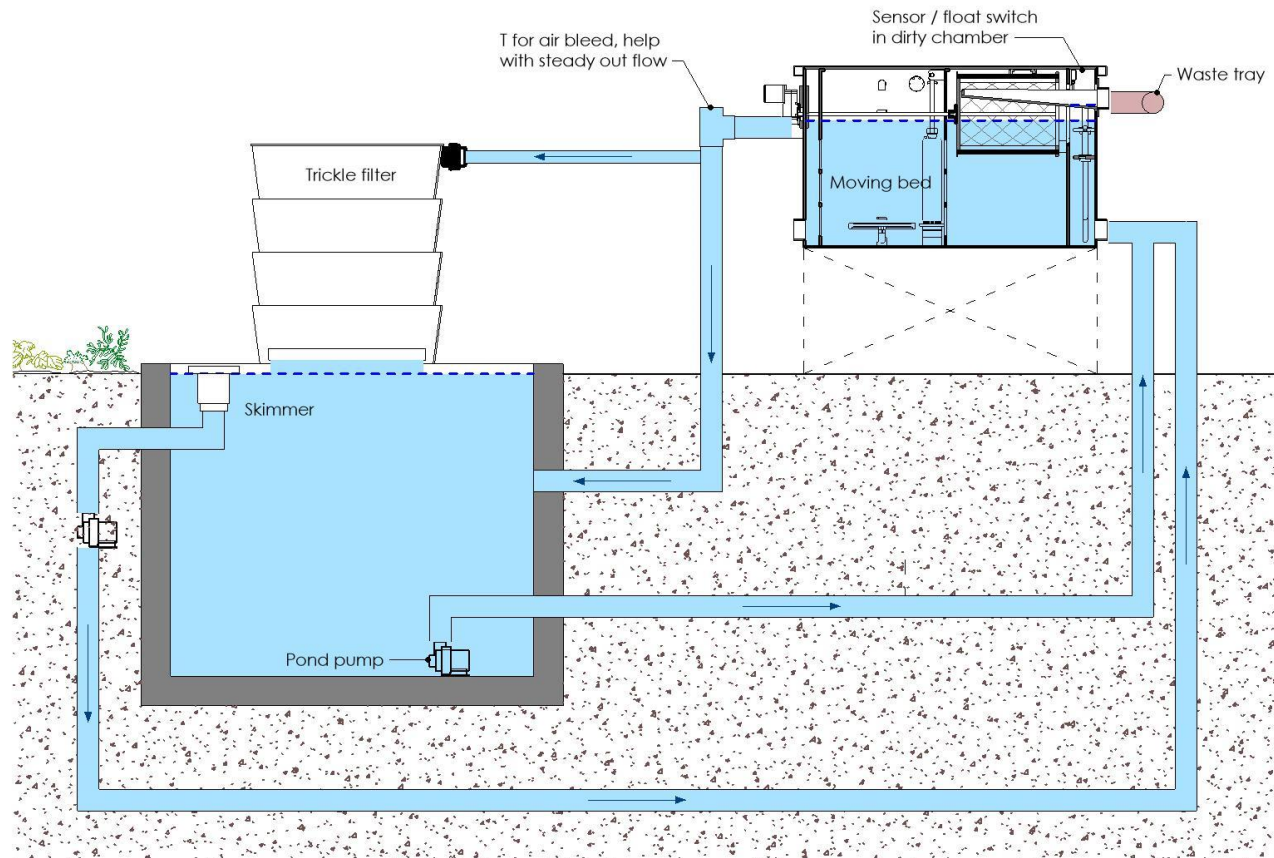 Sensor / float switch
in dirty chamber
T for air bleed, help
with steady out flow
Waste tray
Trickle filter
Moving bed
Skimmer
Pond pump